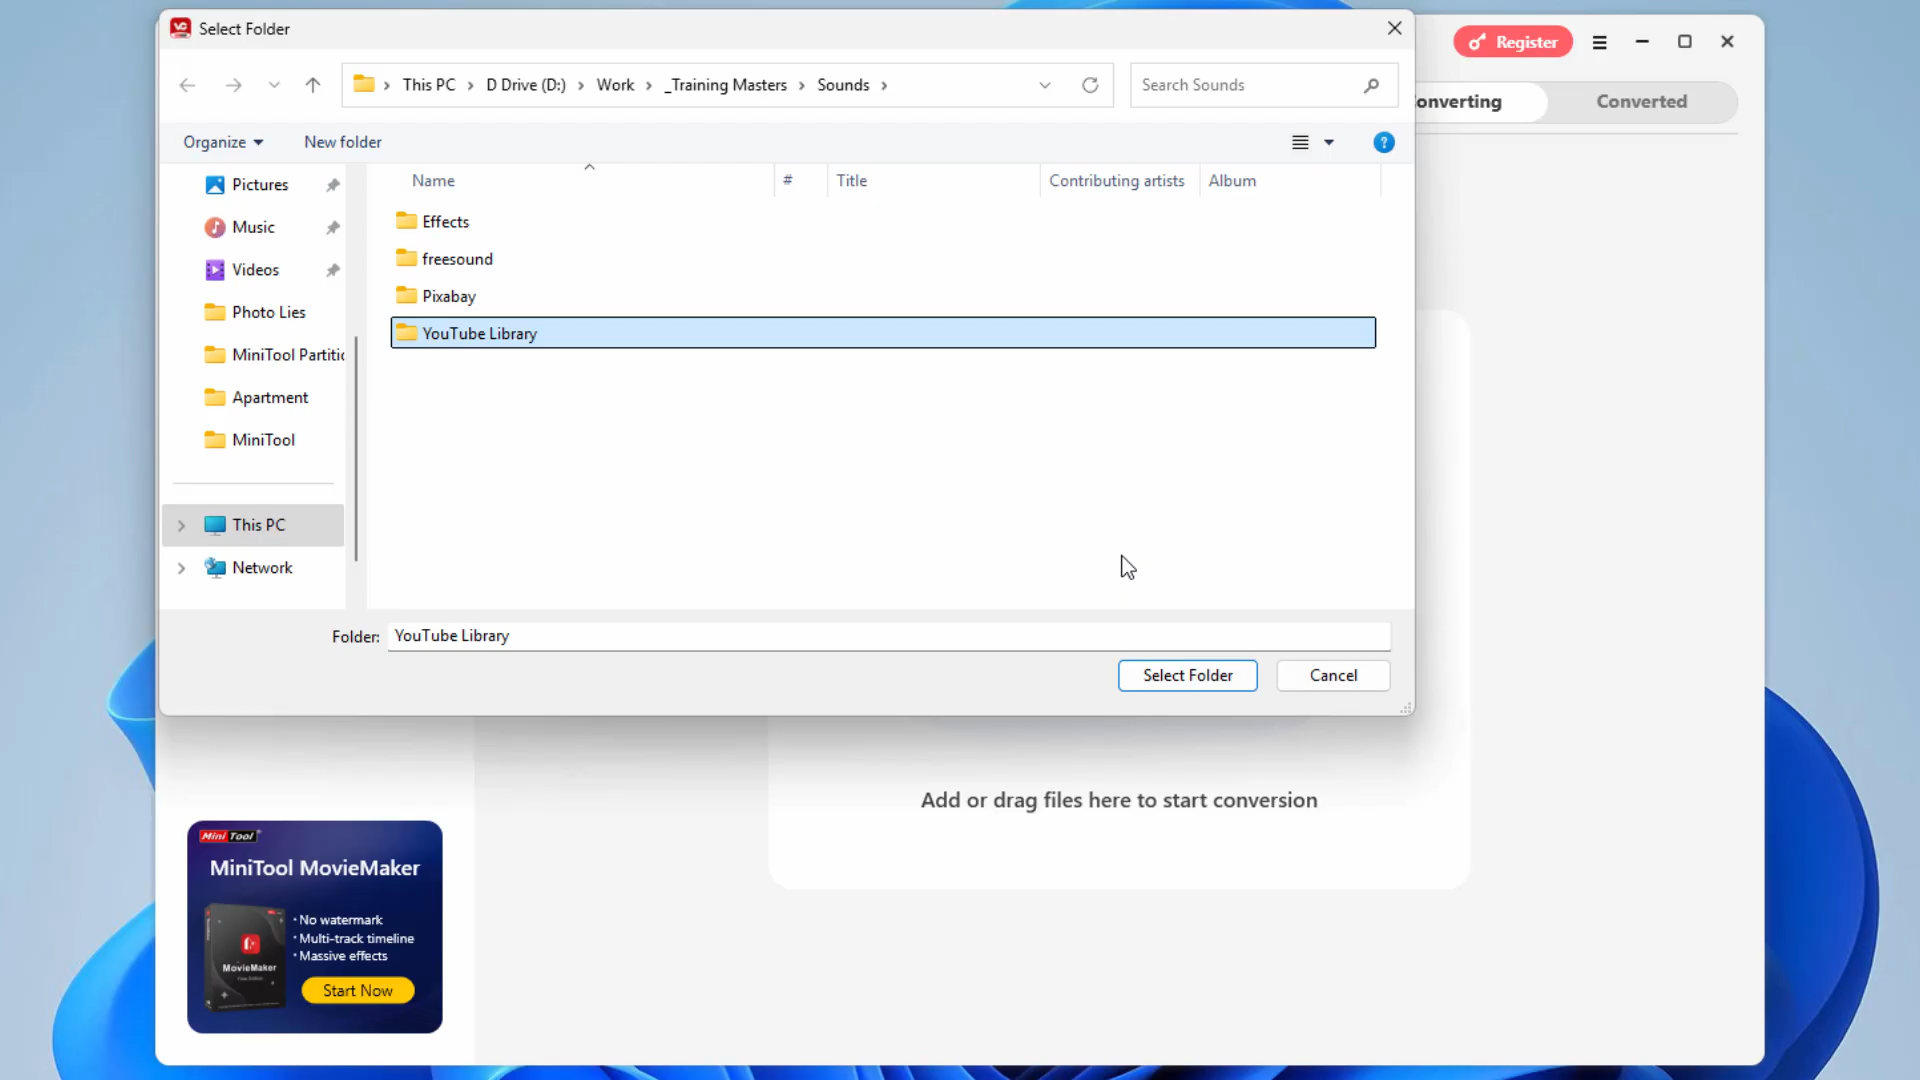 Select Folder
Register
This PC > D Drive (D:) > Work > _Training Masters > Sounds >
Search Sounds
Converted
Organize
New folder
Name
#
Title
Contributing artists
Album
Pictures
Music
Videos
Photo Lies
MiniTool Partitic
Apartment
MiniTool
This PC
Network
Effects
freesound
Pixabay
YouTube Library
Folder: YouTube Library
Select Folder
Cancel
Add or drag files here to start conversion
Mini Tool
MiniTool MovieMaker
• No watermark
• Multi-track timeline
• Massive effects
MovieMaker
Start Now